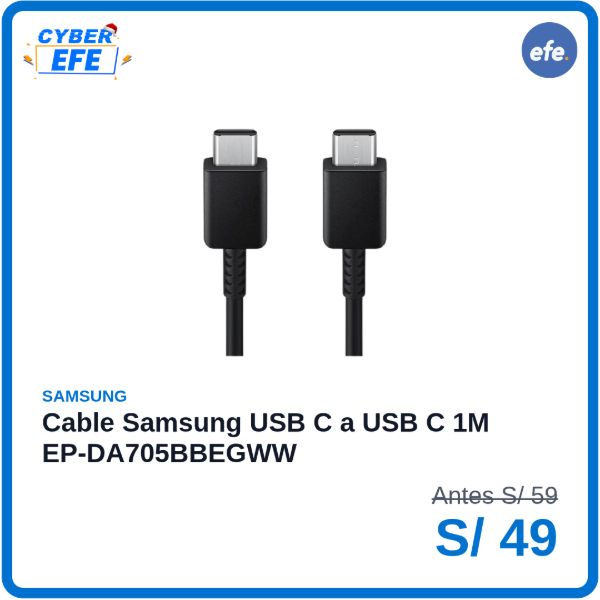 CYBER
EFE
efe.
SAMSUNG
Cable Samsung USB C a USB C 1M
EP-DA705BBEGWW
Antes S/ 59
S/ 49